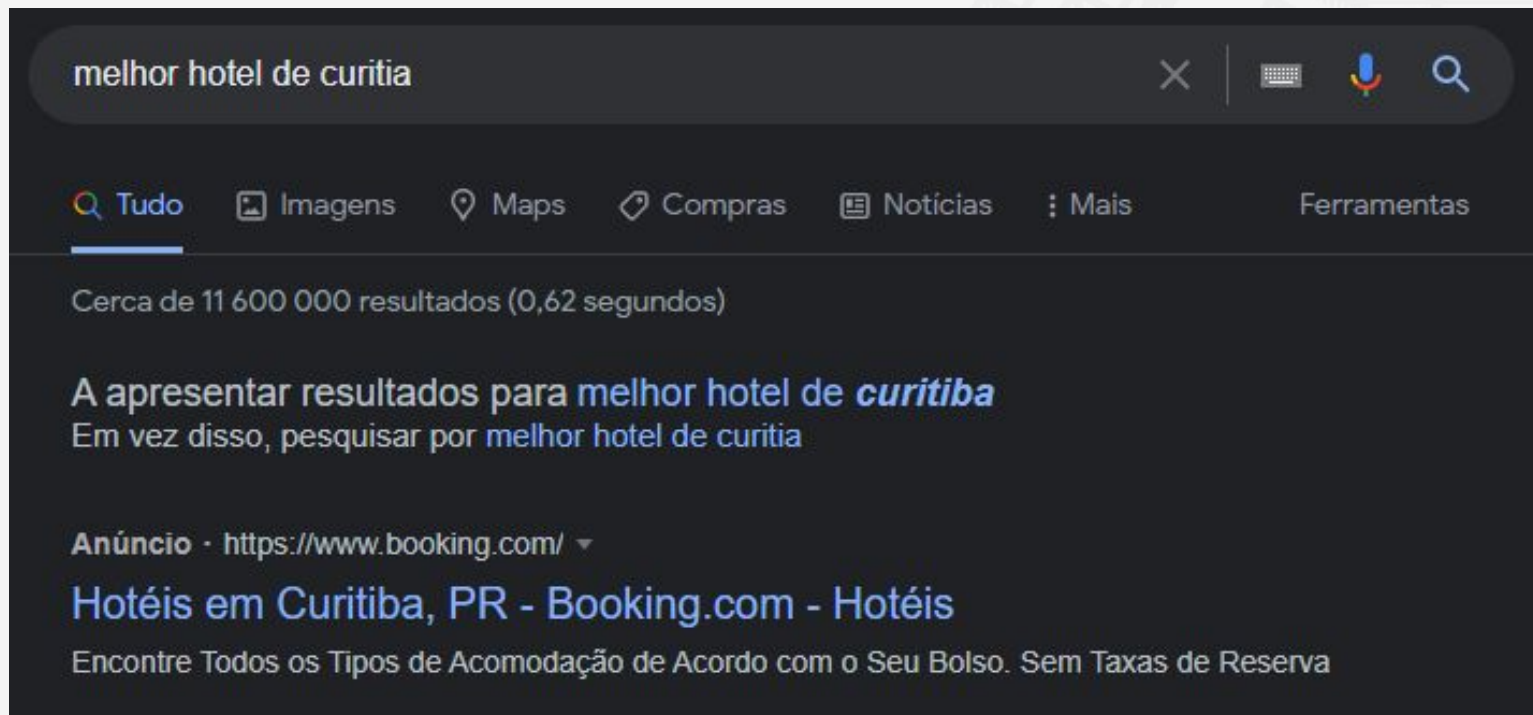 melhor hotel de curitia
Tudo Imagens Maps Compras Notícias Mais Ferramentas
Cerca de 11 600 000 resultados (0,62 segundos)
A apresentar resultados para melhor hotel de curitiba
Em vez disso, pesquisar por melhor hotel de curitia
Anúncio · https://www.booking.com/
Hotéis em Curitiba, PR - Booking.com - Hotéis
Encontre Todos os Tipos de Acomodação de Acordo com o Seu Bolso. Sem Taxas de Reserva